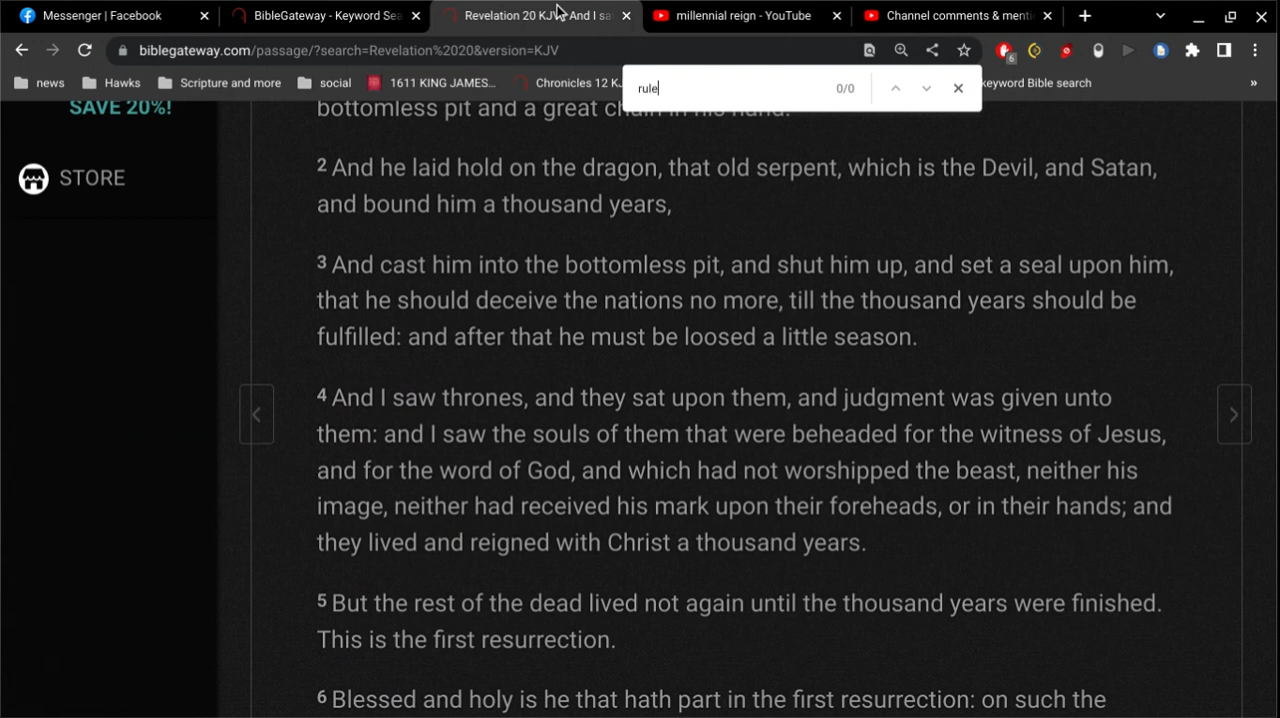 Messenger | Facebook
BibleGateway - Keyword Sea
Revelation 20 KJV - And I sa
millennial reign - YouTube
Channel comments & menti
biblegateway.com/passage/?search=Revelation%2020&version=KJV
6
news
Hawks
Scripture and more
social
1611 KING JAMES...
Chronicles 12 K
keyword Bible search
»
rule
0/0
SAVE 20%!
STORE
bottomless pit and a great chain in his hand.
2 And he laid hold on the dragon, that old serpent, which is the Devil, and Satan,
and bound him a thousand years,
3 And cast him into the bottomless pit, and shut him up, and set a seal upon him,
that he should deceive the nations no more, till the thousand years should be
fulfilled: and after that he must be loosed a little season.
4 And I saw thrones, and they sat upon them, and judgment was given unto
them: and I saw the souls of them that were beheaded for the witness of Jesus,
and for the word of God, and which had not worshipped the beast, neither his
image, neither had received his mark upon their foreheads, or in their hands; and
they lived and reigned with Christ a thousand years.
5 But the rest of the dead lived not again until the thousand years were finished.
This is the first resurrection.
6 Blessed and holy is he that hath part in the first resurrection: on such the